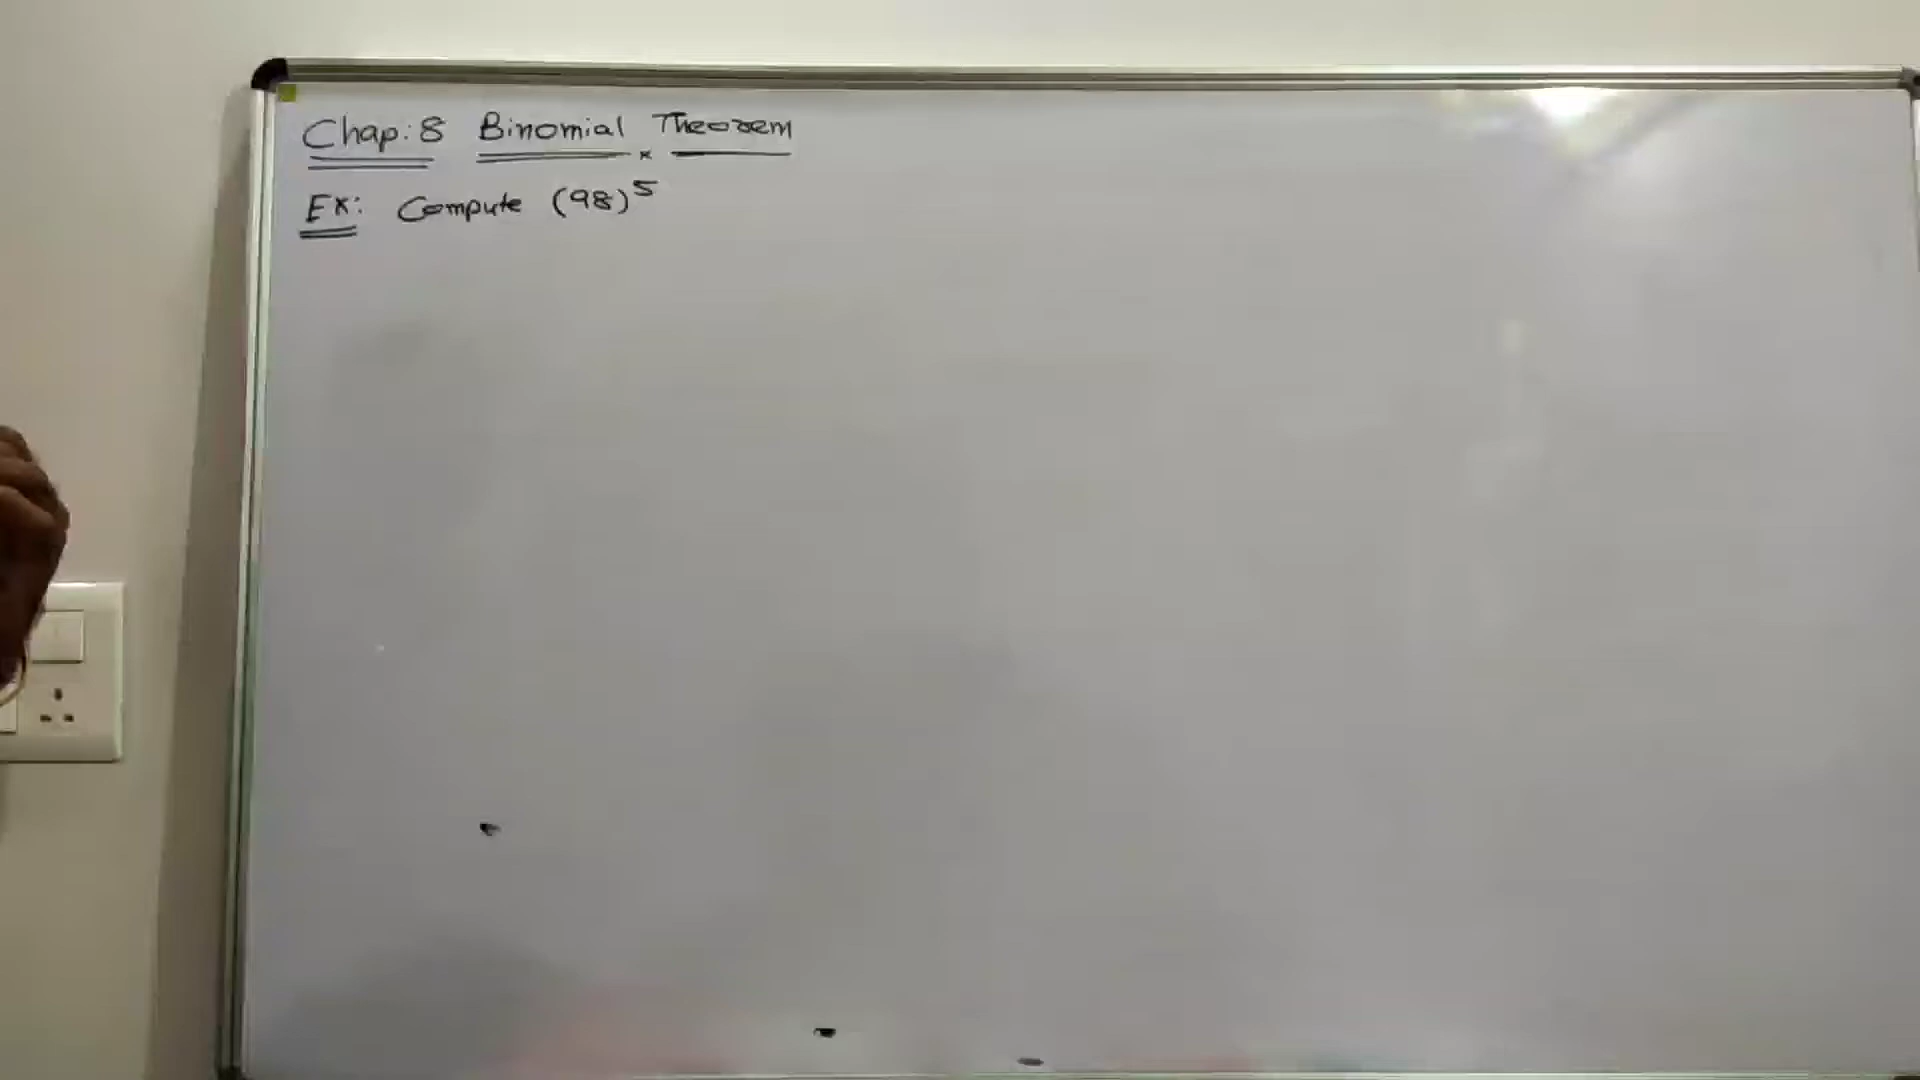 Chap: 8 Binomial Theorem
Ex: Compute (98)⁵